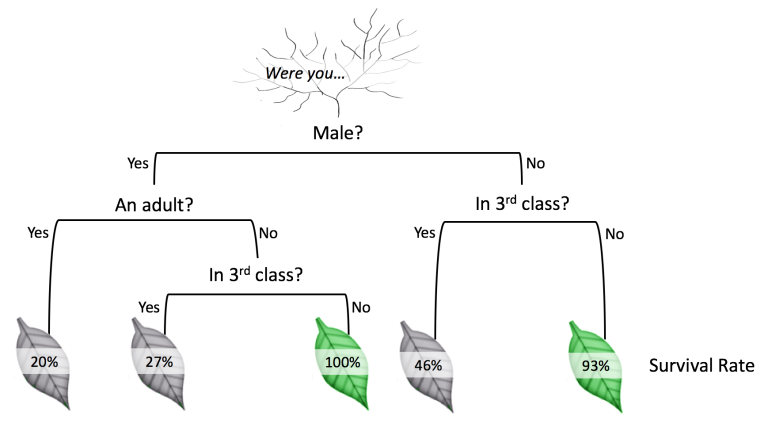 Were you...
Male?
Yes
No
An adult?
In 3rd class?
Yes
No
Yes
No
In 3rd class?
Yes
No
20%
27%
100%
46%
93%
Survival Rate